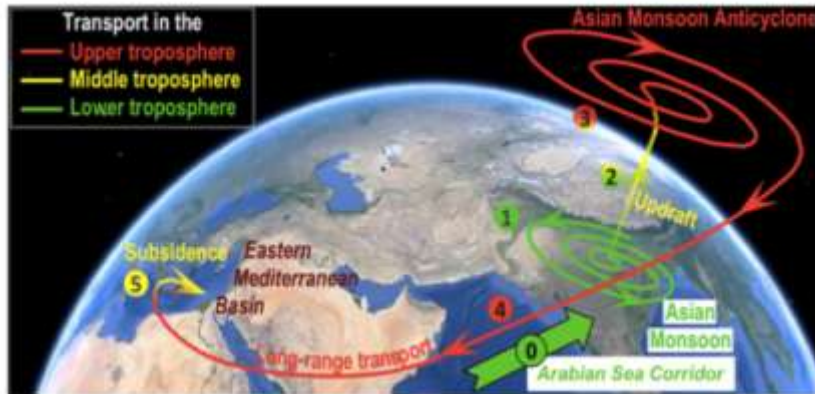 Transport in the
Upper troposphere
Middle troposphere
Lower troposphere
Asian Monsoon Anticyclone
3
2
Updraft
1
Subsidence
5
Eastern
Mediterranean
Basin
4
Long-range transport
0
Asian
Monsoon
Arabian Sea Corridor